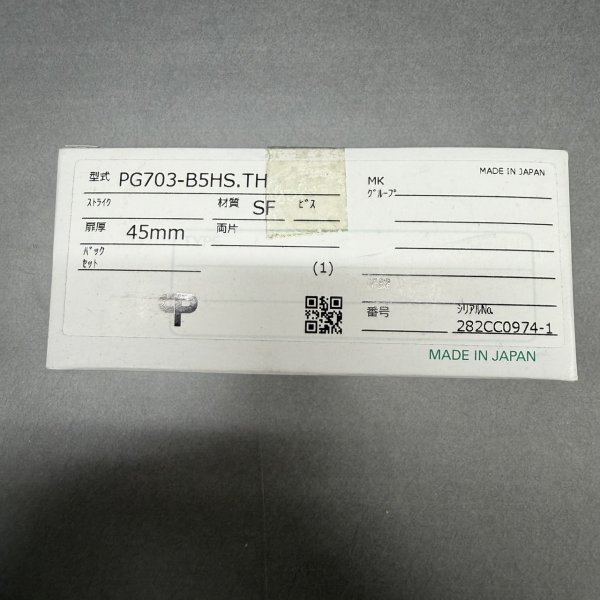 型式 PG703-B5HS.TH
ｽﾄﾗｲｸ 材質 SF ﾋﾞｽ
扉厚 45mm 両片
ﾊﾞｯｸ
ｾｯﾄ
(1)
MK
ｸﾞﾙｰﾌﾟ
MADE IN JAPAN
番号 ｼﾘｱﾙNo.
282CC0974-1
MADE IN JAPAN